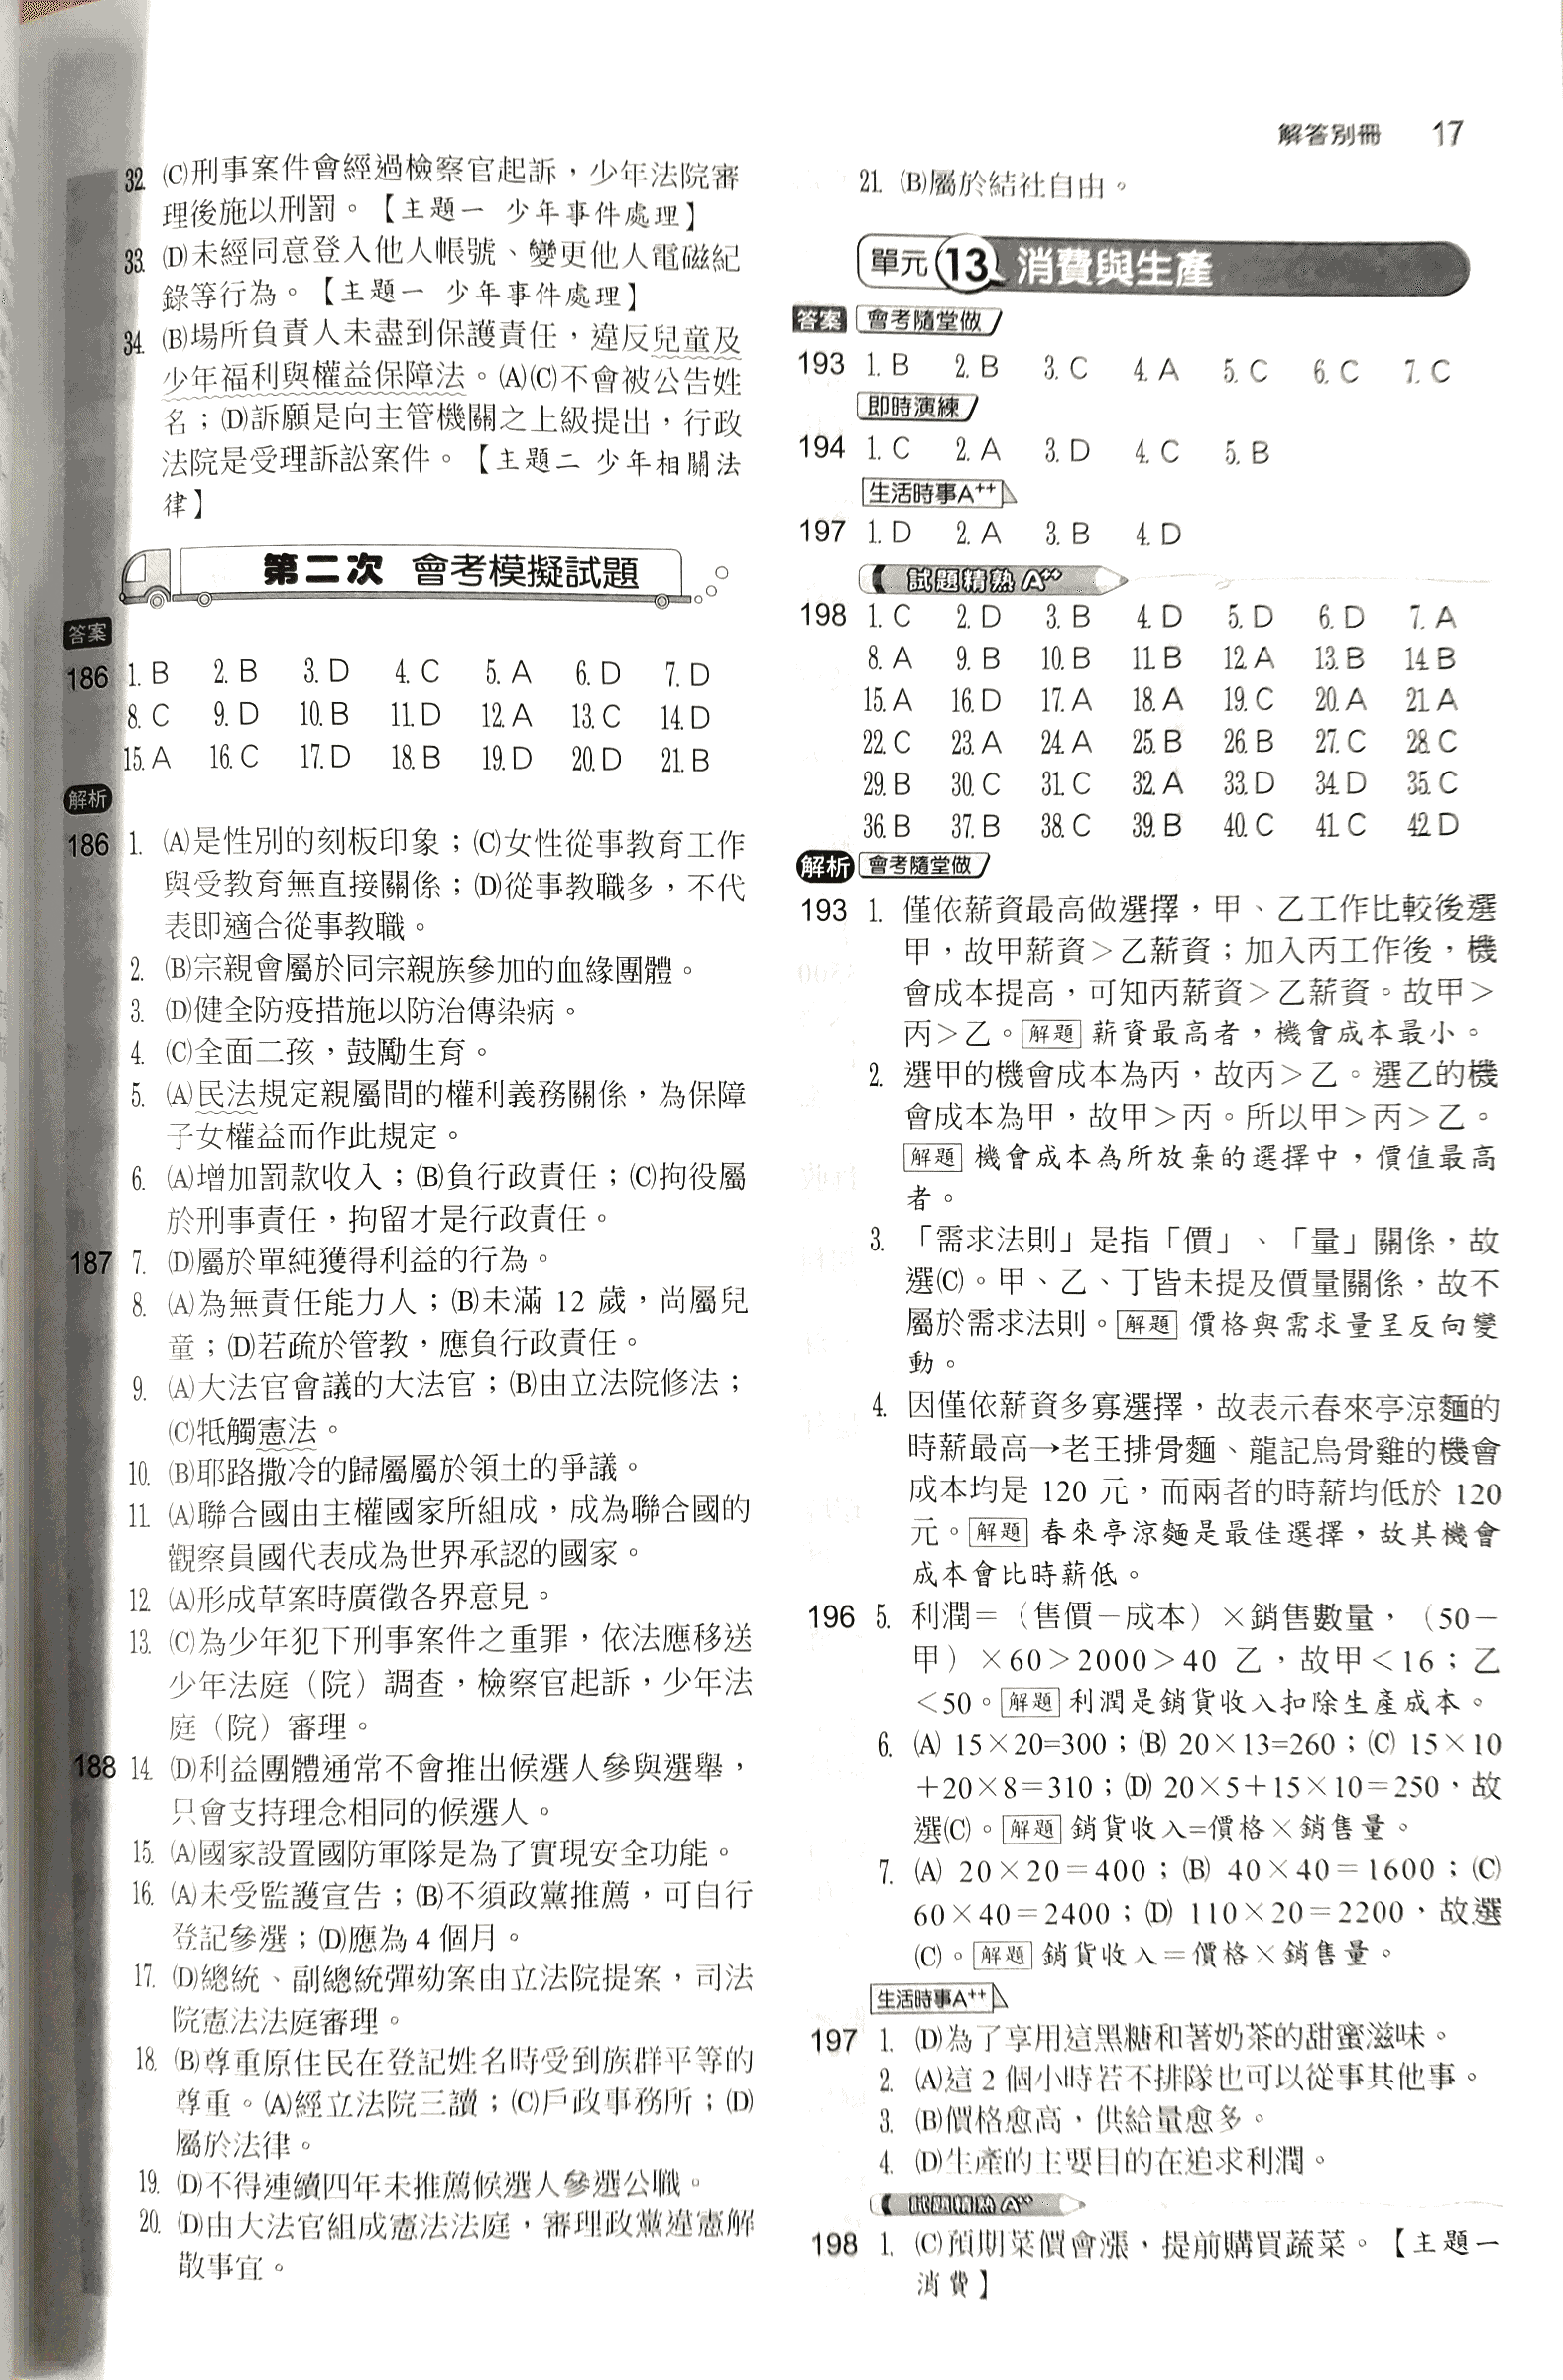 解答別冊 17
32. (C)刑事案件會經過檢察官起訴，少年法院審
理後施以刑罰。【主題一 少年事件處理】
33. (D)未經同意登入他人帳號、變更他人電磁紀
錄等行為。【主題一 少年事件處理】
34. (B)場所負責人未盡到保護責任，違反兒童及
少年福利與權益保障法。(A)(C)不會被公告姓
名；(D)訴願是向主管機關之上級提出，行政
法院是受理訴訟案件。【主題二 少年相關法
律】
第二次 會考模擬試題
答案
186 1. B 2. B 3. D 4. C 5. A 6. D 7. D
8. C 9. D 10. B 11. D 12. A 13. C 14. D
15. A 16. C 17. D 18. B 19. D 20. D 21. B
解析
186 1. (A)是性別的刻板印象；(C)女性從事教育工作
與受教育無直接關係；(D)從事教職多，不代
表即適合從事教職。
2. (B)宗親會屬於同宗親族參加的血緣團體。
3. (D)健全防疫措施以防治傳染病。
4. (C)全面二孩，鼓勵生育。
5. (A)民法規定親屬間的權利義務關係，為保障
子女權益而作此規定。
6. (A)增加罰款收入；(B)負行政責任；(C)拘役屬
於刑事責任，拘留才是行政責任。
187 7. (D)屬於單純獲得利益的行為。
8. (A)為無責任能力人；(B)未滿 12 歲，尚屬兒
童；(D)若疏於管教，應負行政責任。
9. (A)大法官會議的大法官；(B)由立法院修法；
(C)牴觸憲法。
10. (B)耶路撒冷的歸屬屬於領土的爭議。
11. (A)聯合國由主權國家所組成，成為聯合國的
觀察員國代表成為世界承認的國家。
12. (A)形成草案時廣徵各界意見。
13. (C)為少年犯下刑事案件之重罪，依法應移送
少年法庭（院）調查，檢察官起訴，少年法
庭（院）審理。
188 14. (D)利益團體通常不會推出候選人參與選舉，
只會支持理念相同的候選人。
15. (A)國家設置國防軍隊是為了實現安全功能。
16. (A)未受監護宣告；(B)不須政黨推薦，可自行
登記參選；(D)應為 4 個月。
17. (D)總統、副總統彈劾案由立法院提案，司法
院憲法法庭審理。
18. (B)尊重原住民在登記姓名時受到族群平等的
尊重。(A)經立法院三讀；(C)戶政事務所；(D)
屬於法律。
19. (D)不得連續四年未推薦候選人參選公職。
20. (D)由大法官組成憲法法庭，審理政黨違憲解
散事宜。
21. (B)屬於結社自由。
單元 13 消費與生產
答案 會考隨堂做
193 1. B 2. B 3. C 4. A 5. C 6. C 7. C
即時演練
194 1. C 2. A 3. D 4. C 5. B
生活時事A++
197 1. D 2. A 3. B 4. D
試題精熟A++
198 1. C 2. D 3. B 4. D 5. D 6. D 7. A
8. A 9. B 10. B 11. B 12. A 13. B 14. B
15. A 16. D 17. A 18. A 19. C 20. A 21. A
22. C 23. A 24. A 25. B 26. B 27. C 28. C
29. B 30. C 31. C 32. A 33. D 34. D 35. C
36. B 37. B 38. C 39. B 40. C 41. C 42. D
解析 會考隨堂做
193 1. 僅依薪資最高做選擇，甲、乙工作比較後選
甲，故甲薪資＞乙薪資；加入丙工作後，機
會成本提高，可知丙薪資＞乙薪資。故甲＞
丙＞乙。解題 薪資最高者，機會成本最小。
2. 選甲的機會成本為丙，故丙＞乙。選乙的機
會成本為甲，故甲＞丙。所以甲＞丙＞乙。
解題 機會成本為所放棄的選擇中，價值最高
者。
3. 「需求法則」是指「價」、「量」關係，故
選(C)。甲、乙、丁皆未提及價量關係，故不
屬於需求法則。解題 價格與需求量呈反向變
動。
4. 因僅依薪資多寡選擇，故表示春來亭涼麵的
時薪最高→老王排骨麵、龍記烏骨雞的機會
成本均是 120 元，而兩者的時薪均低於 120
元。解題 春來亭涼麵是最佳選擇，故其機會
成本會比時薪低。
196 5. 利潤＝（售價－成本）×銷售數量，（50－
甲）×60＞2000＞40 乙，故甲＜16；乙
＜50。解題 利潤是銷貨收入扣除生產成本。
6. (A) 15×20=300；(B) 20×13=260；(C) 15×10
＋20×8＝310；(D) 20×5＋15×10＝250，故
選(C)。解題 銷貨收入=價格×銷售量。
7. (A) 20×20＝400；(B) 40×40＝1600；(C)
60×40＝2400；(D) 110×20＝2200，故選
(C)。解題 銷貨收入＝價格×銷售量。
生活時事A++
197 1. (D)為了享用這黑糖和著奶茶的甜蜜滋味。
2. (A)這 2 個小時若不排隊也可以從事其他事。
3. (B)價格愈高，供給量愈多。
4. (D)生產的主要目的在追求利潤。
試題精熟A++
198 1. (C)預期菜價會漲，提前購買蔬菜。【主題一
消費】